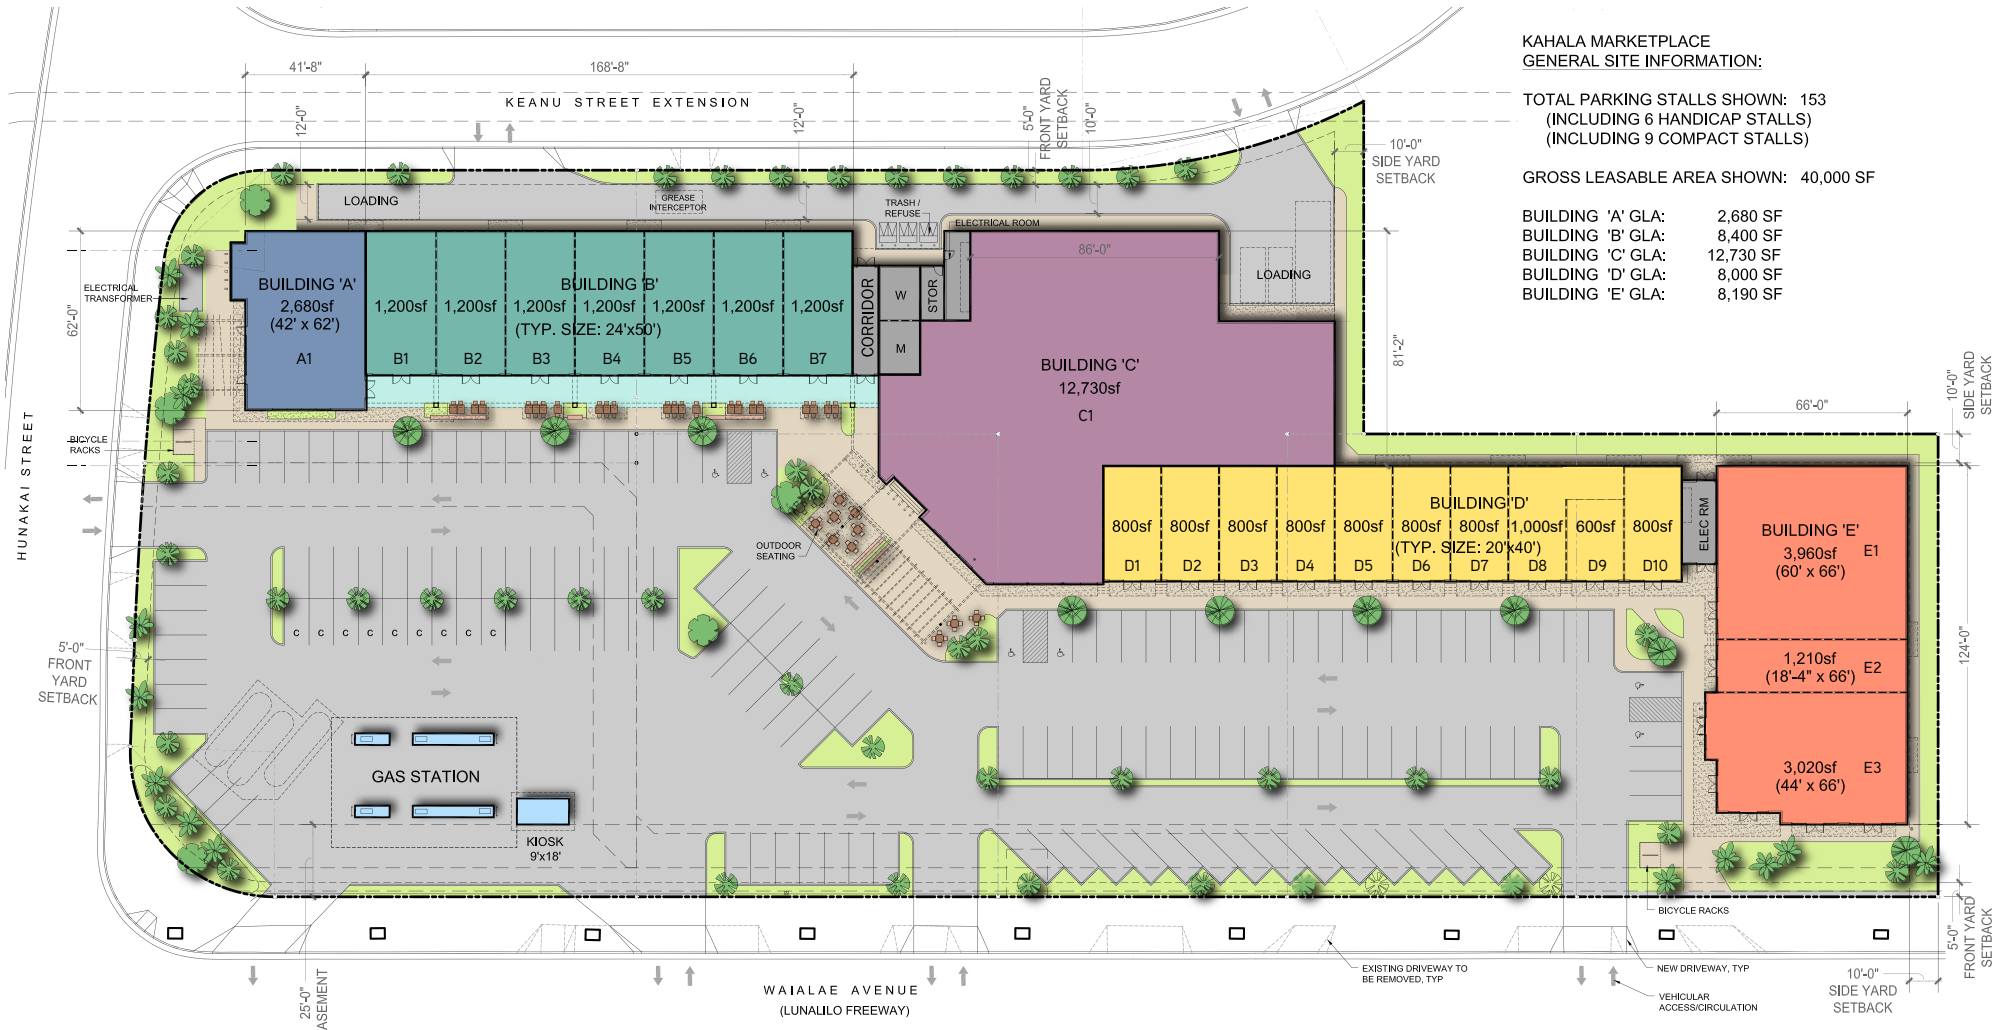 KAHALA MARKETPLACE
GENERAL SITE INFORMATION:
TOTAL PARKING STALLS SHOWN: 153
(INCLUDING 6 HANDICAP STALLS)
(INCLUDING 9 COMPACT STALLS)
GROSS LEASABLE AREA SHOWN: 40,000 SF
BUILDING 'A' GLA: 2,680 SF
BUILDING 'B' GLA: 8,400 SF
BUILDING 'C' GLA: 12,730 SF
BUILDING 'D' GLA: 8,000 SF
BUILDING 'E' GLA: 8,190 SF
41'-8"
168'-8"
KEANU STREET EXTENSION
12'-0"
12'-0"
5'-0"
FRONT YARD
SETBACK
10'-0"
10'-0"
SIDE YARD
SETBACK
LOADING
GREASE
INTERCEPTOR
TRASH /
REFUSE
ELECTRICAL ROOM
86'-0"
LOADING
ELECTRICAL
TRANSFORMER
62'-0"
BUILDING 'A'
2,680sf
(42' x 62')
A1
BUILDING 'B'
1,200sf 1,200sf 1,200sf 1,200sf 1,200sf 1,200sf 1,200sf
(TYP. SIZE: 24'x50')
B1 B2 B3 B4 B5 B6 B7
CORRIDOR
W
M
STOR
BUILDING 'C'
12,730sf
C1
81'-2"
10'-0"
SIDE YARD
SETBACK
66'-0"
HUNAKAI STREET
BICYCLE
RACKS
OUTDOOR
SEATING
BUILDING 'D'
800sf 800sf 800sf 800sf 800sf 800sf 800sf 1,000sf 600sf 800sf
(TYP. SIZE: 20'x40')
D1 D2 D3 D4 D5 D6 D7 D8 D9 D10
ELEC RM
BUILDING 'E'
3,960sf E1
(60' x 66')
1,210sf E2
(18'-4" x 66')
3,020sf E3
(44' x 66')
124'-0"
C C C C C C C C C
5'-0"
FRONT
YARD
SETBACK
GAS STATION
KIOSK
9'x18'
25'-0"
ASEMENT
WAIALAE AVENUE
(LUNALILO FREEWAY)
EXISTING DRIVEWAY TO
BE REMOVED, TYP
BICYCLE RACKS
NEW DRIVEWAY, TYP
VEHICULAR
ACCESS/CIRCULATION
10'-0"
SIDE YARD
SETBACK
5'-0"
FRONT YARD
SETBACK